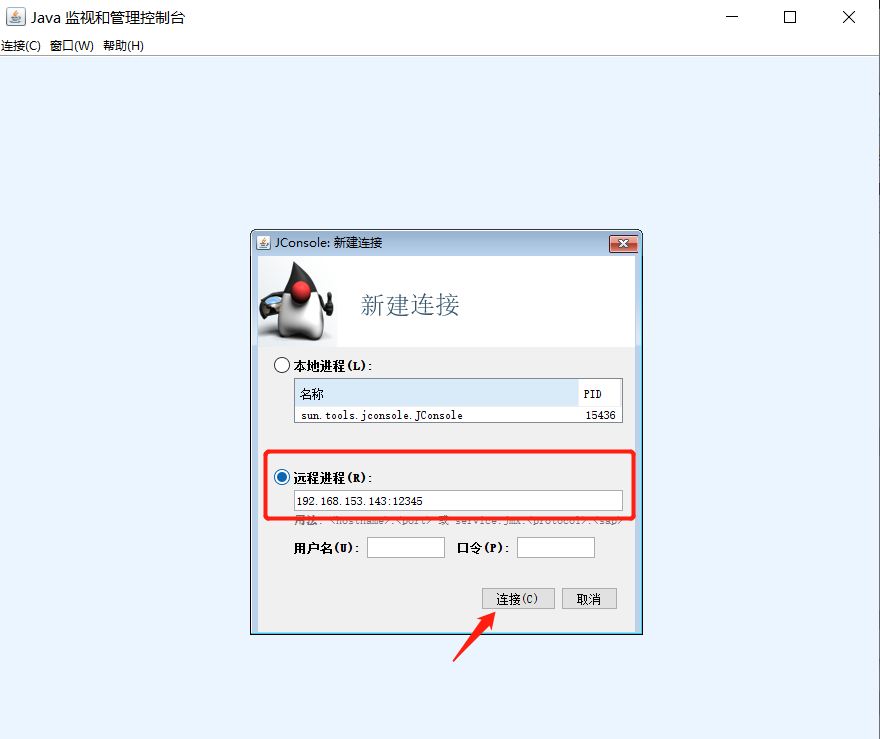 Java 监视和管理控制台
连接(C) 窗口(W) 帮助(H)
JConsole: 新建连接
新建连接
本地进程(L):
名称 PID
sun.tools.jconsole.JConsole 15436
远程进程(R):
192.168.153.143:12345
用法: <hostname>:<port> 或 service:jmx:<protocol>:<sap>
用户名(U): 口令(P):
连接(C) 取消